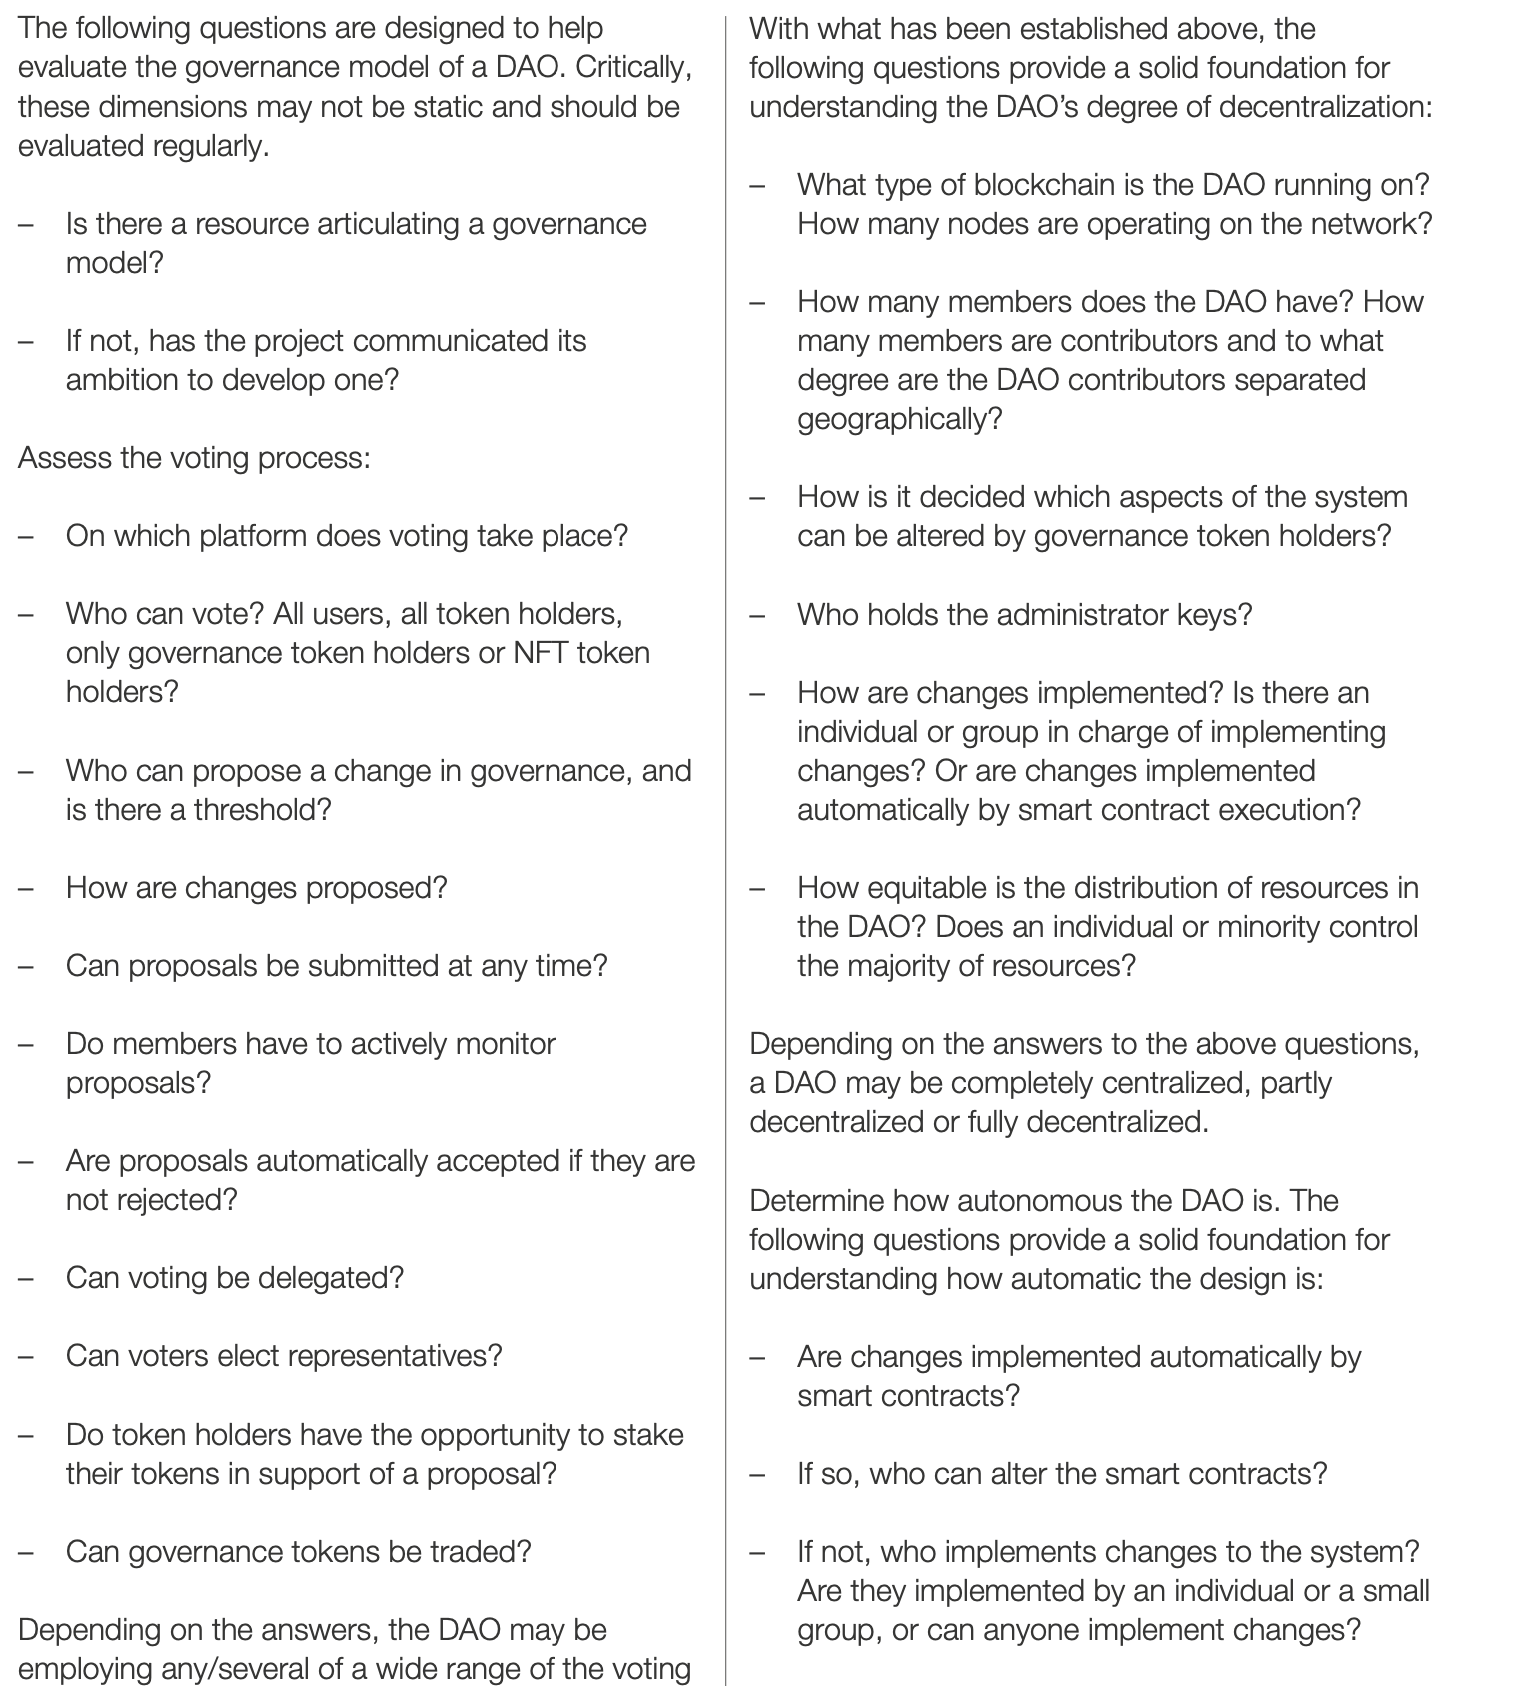 The following questions are designed to help
evaluate the governance model of a DAO. Critically,
these dimensions may not be static and should be
evaluated regularly.
– Is there a resource articulating a governance
model?
– If not, has the project communicated its
ambition to develop one?
Assess the voting process:
– On which platform does voting take place?
– Who can vote? All users, all token holders,
only governance token holders or NFT token
holders?
– Who can propose a change in governance, and
is there a threshold?
– How are changes proposed?
– Can proposals be submitted at any time?
– Do members have to actively monitor
proposals?
– Are proposals automatically accepted if they are
not rejected?
– Can voting be delegated?
– Can voters elect representatives?
– Do token holders have the opportunity to stake
their tokens in support of a proposal?
– Can governance tokens be traded?
Depending on the answers, the DAO may be
employing any/several of a wide range of the voting
With what has been established above, the
following questions provide a solid foundation for
understanding the DAO’s degree of decentralization:
– What type of blockchain is the DAO running on?
How many nodes are operating on the network?
– How many members does the DAO have? How
many members are contributors and to what
degree are the DAO contributors separated
geographically?
– How is it decided which aspects of the system
can be altered by governance token holders?
– Who holds the administrator keys?
– How are changes implemented? Is there an
individual or group in charge of implementing
changes? Or are changes implemented
automatically by smart contract execution?
– How equitable is the distribution of resources in
the DAO? Does an individual or minority control
the majority of resources?
Depending on the answers to the above questions,
a DAO may be completely centralized, partly
decentralized or fully decentralized.
Determine how autonomous the DAO is. The
following questions provide a solid foundation for
understanding how automatic the design is:
– Are changes implemented automatically by
smart contracts?
– If so, who can alter the smart contracts?
– If not, who implements changes to the system?
Are they implemented by an individual or a small
group, or can anyone implement changes?